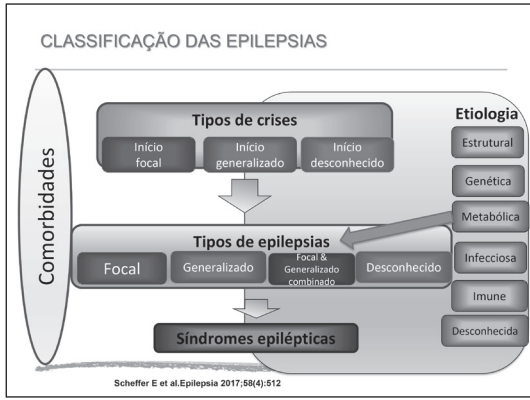 CLASSIFICAÇÃO DAS EPILEPSIAS
Comorbidades
Tipos de crises
Início
focal
Início
generalizado
Início
desconhecido
Tipos de epilepsias
Focal
Generalizado
Focal &
Generalizado
combinado
Desconhecido
Síndromes epilépticas
Etiologia
Estrutural
Genética
Metabólica
Infecciosa
Imune
Desconhecida
Scheffer E et al.Epilepsia 2017;58(4):512